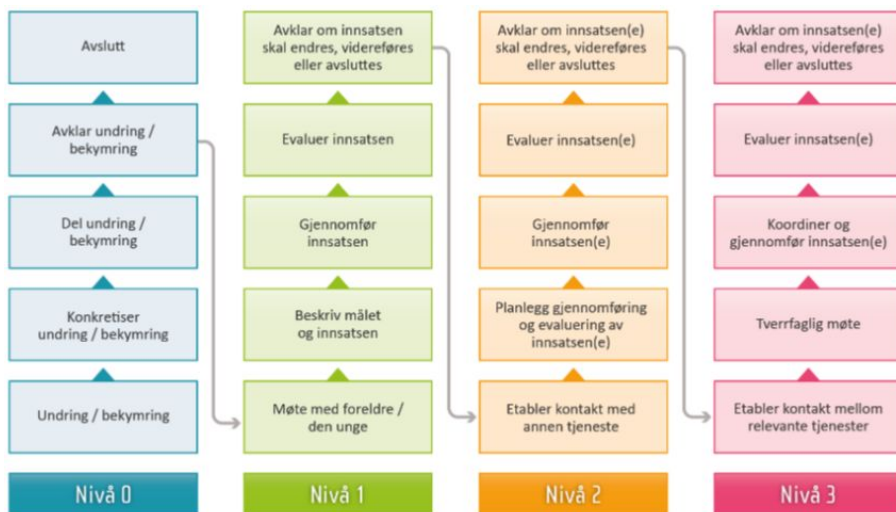 Avslutt
Avklar undring /
bekymring
Del undring /
bekymring
Konkretiser
undring / bekymring
Undring / bekymring
Nivå 0
Avklar om innsatsen
skal endres, videreføres
eller avsluttes
Evaluer innsatsen
Gjennomfør
innsatsen
Beskriv målet
og innsatsen
Møte med foreldre /
den unge
Nivå 1
Avklar om innsatsen(e)
skal endres, videreføres
eller avsluttes
Evaluer innsatsen(e)
Gjennomfør
innsatsen(e)
Planlegg gjennomføring
og evaluering av
innsatsen(e)
Etabler kontakt med
annen tjeneste
Nivå 2
Avklar om innsatsen(e)
skal endres, videreføres
eller avsluttes
Evaluer innsatsen(e)
Koordiner og
gjennomfør innsatsen(e)
Tverrfaglig møte
Etabler kontakt mellom
relevante tjenester
Nivå 3